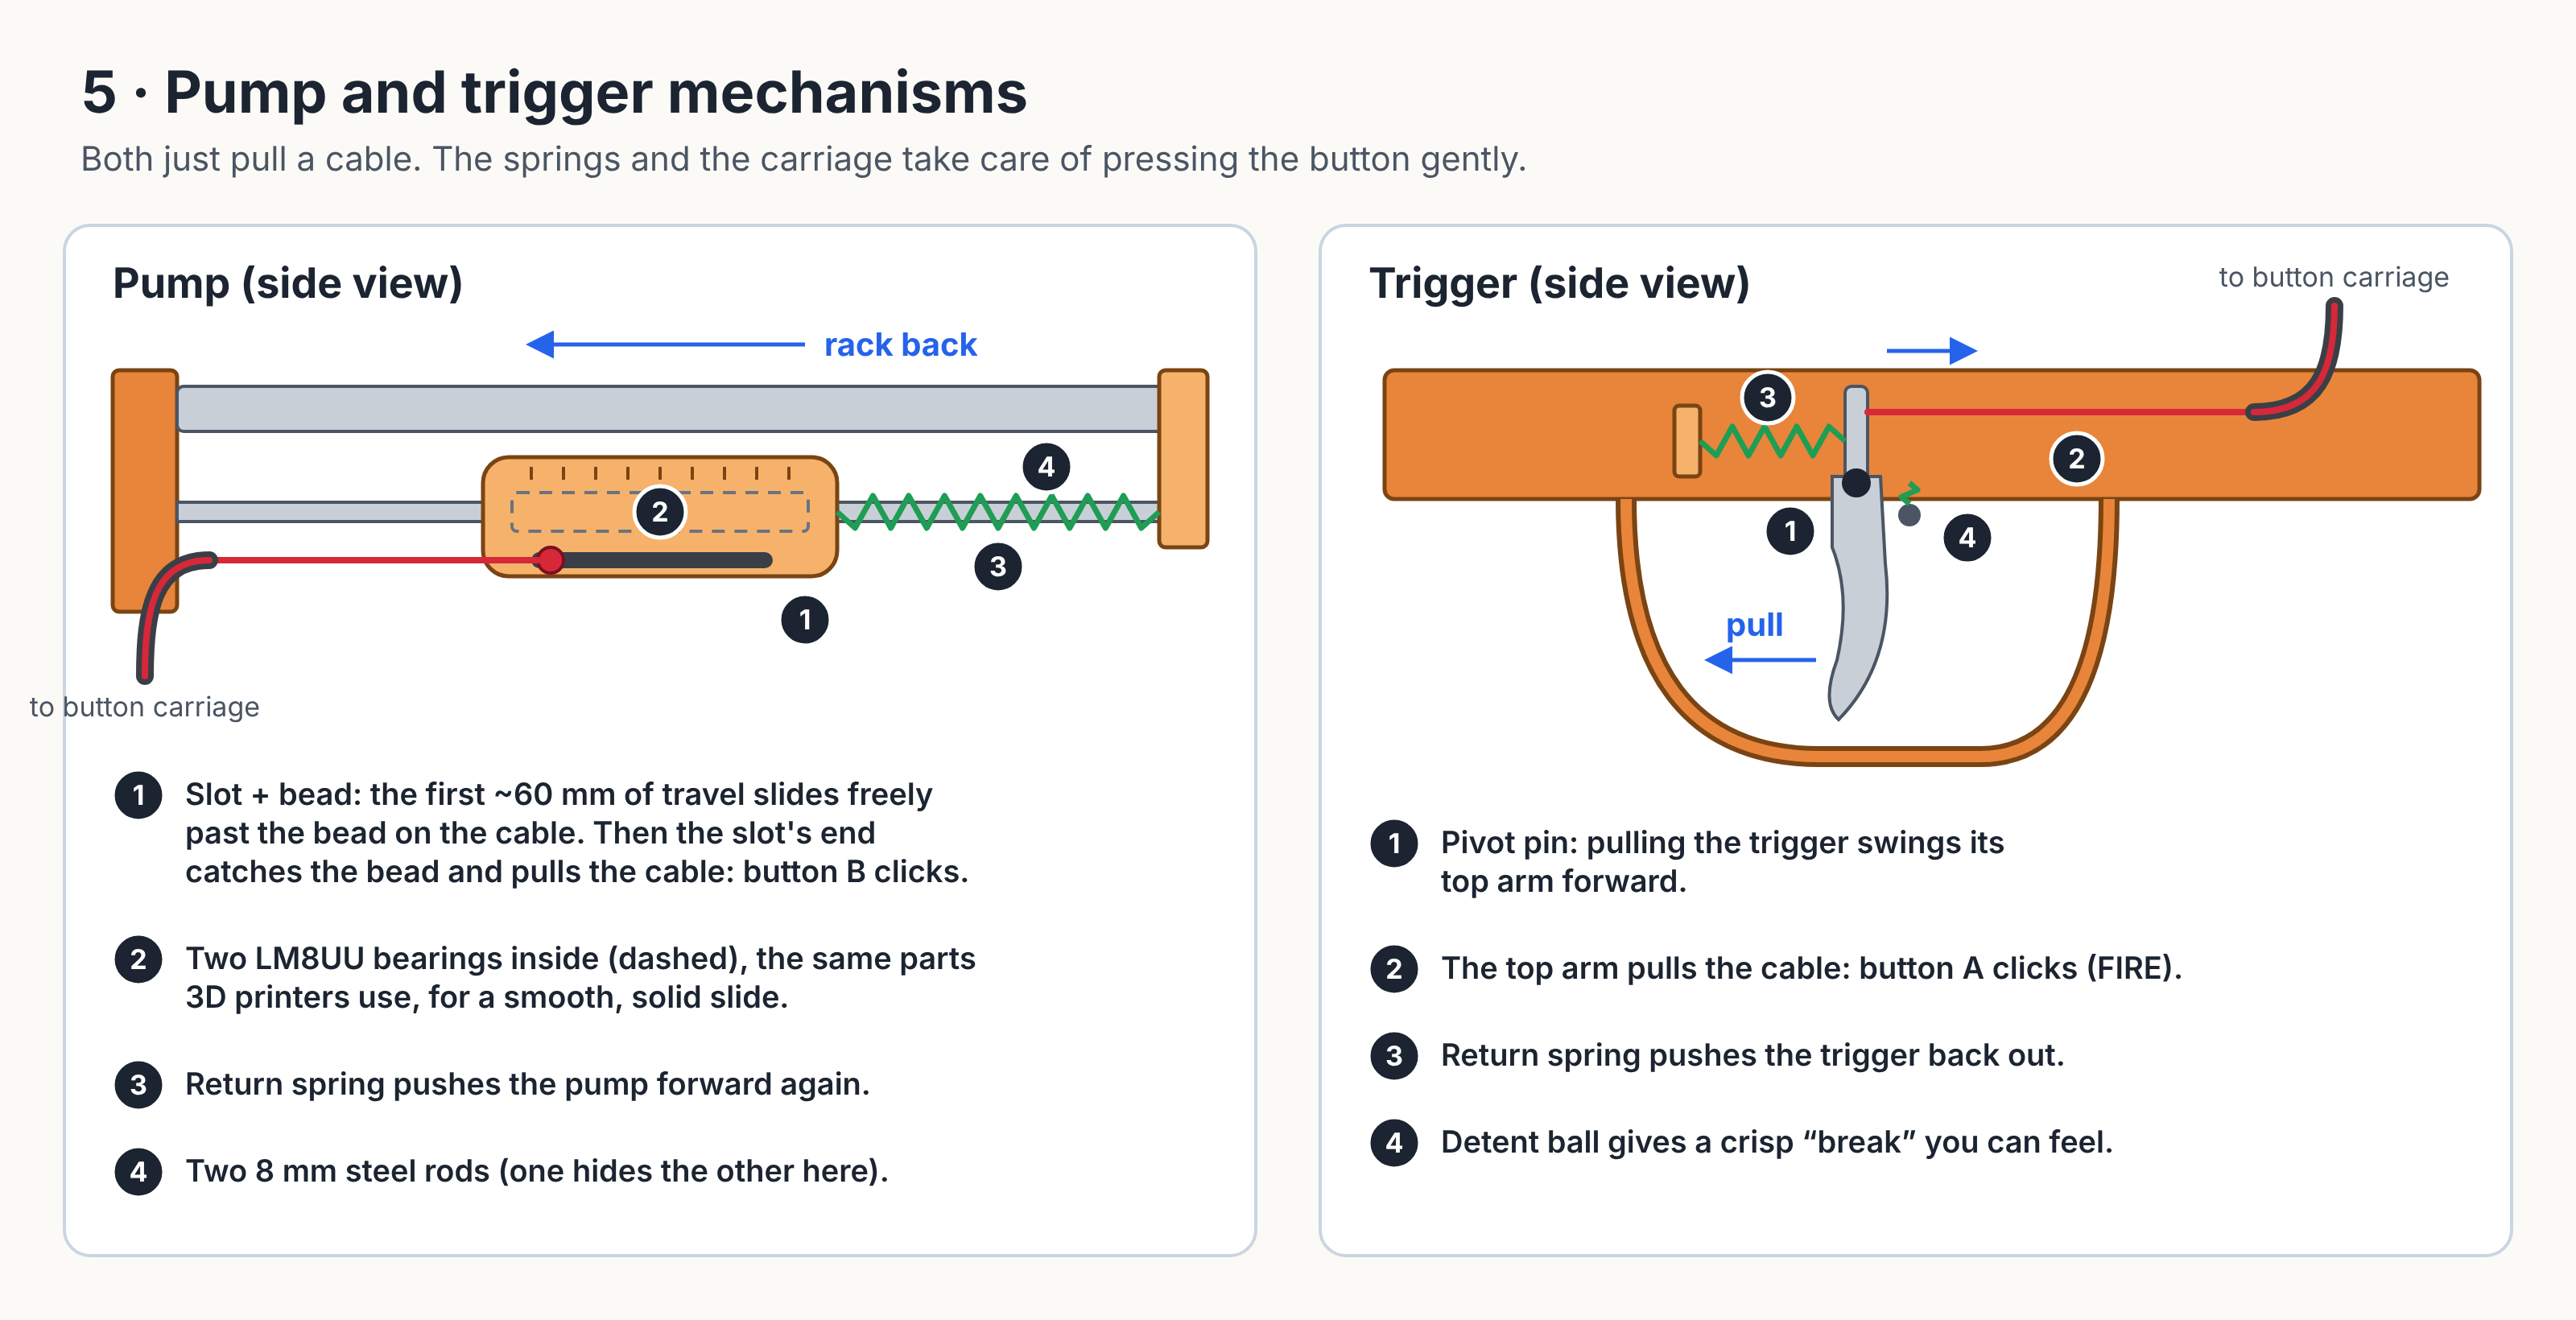 5 · Pump and trigger mechanisms
Both just pull a cable. The springs and the carriage take care of pressing the button gently.
Pump (side view)
rack back
4
2
3
1
to button carriage
1 Slot + bead: the first ~60 mm of travel slides freely
past the bead on the cable. Then the slot's end
catches the bead and pulls the cable: button B clicks.
2 Two LM8UU bearings inside (dashed), the same parts
3D printers use, for a smooth, solid slide.
3 Return spring pushes the pump forward again.
4 Two 8 mm steel rods (one hides the other here).
Trigger (side view)
to button carriage
3
2
1
4
pull
1 Pivot pin: pulling the trigger swings its
top arm forward.
2 The top arm pulls the cable: button A clicks (FIRE).
3 Return spring pushes the trigger back out.
4 Detent ball gives a crisp “break” you can feel.